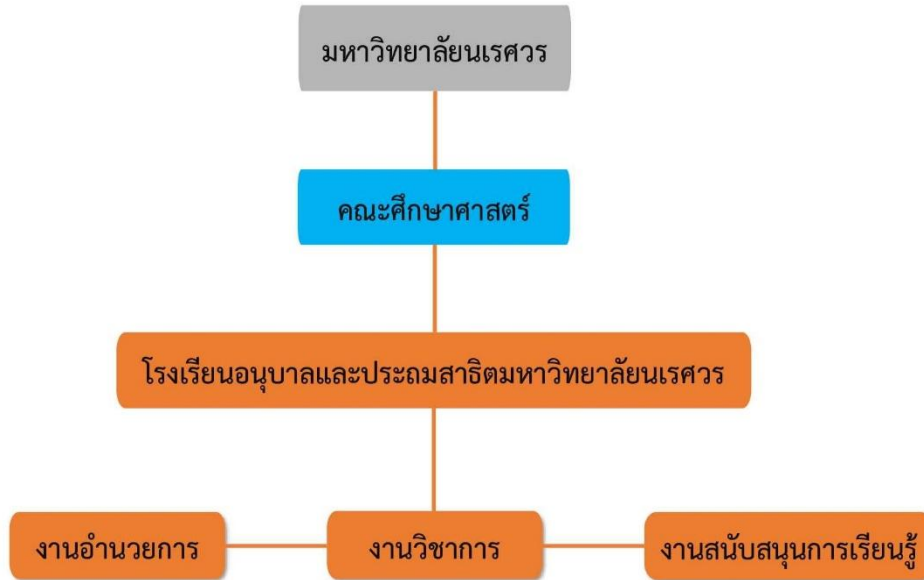 มหาวิทยาลัยนเรศวร
คณะศึกษาศาสตร์
โรงเรียนอนุบาลและประถมสาธิตมหาวิทยาลัยนเรศวร
งานอำนวยการ
งานวิชาการ
งานสนับสนุนการเรียนรู้